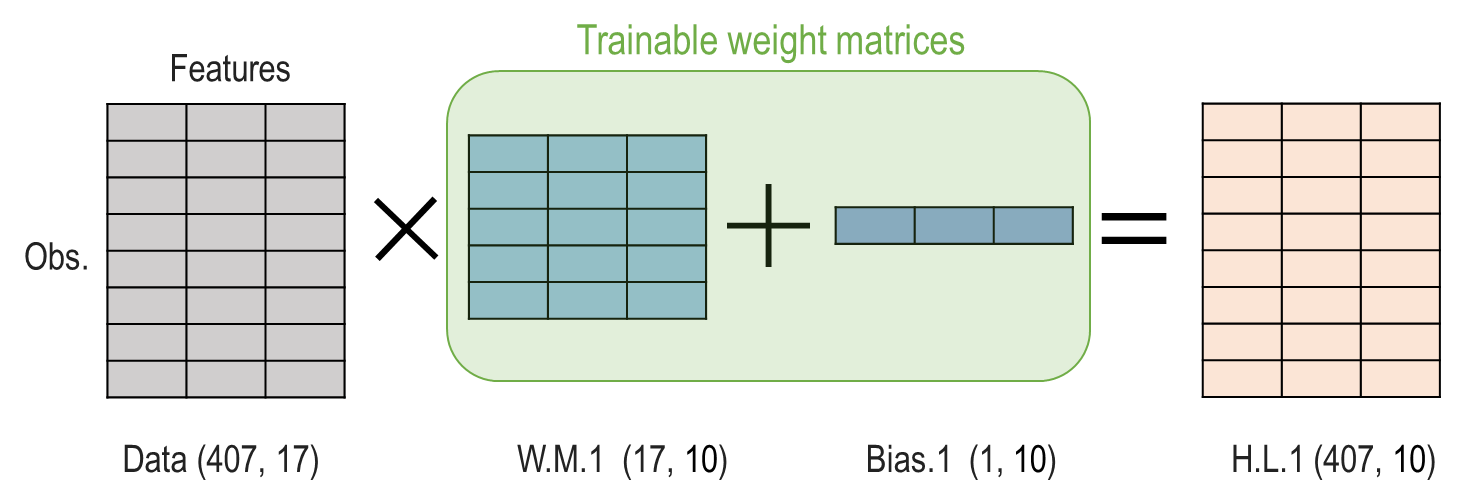 Trainable weight matrices
Features
Obs.
Data (407, 17)
W.M.1 (17, 10)
Bias.1 (1, 10)
H.L.1 (407, 10)